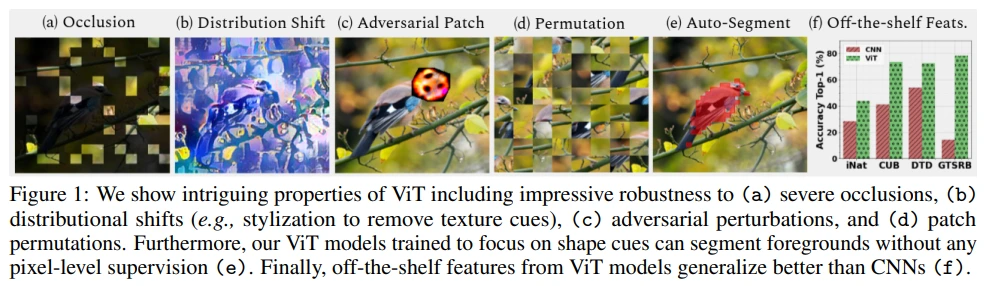 (a) Occlusion (b) Distribution Shift (c) Adversarial Patch (d) Permutation (e) Auto-Segment (f) Off-the-shelf Feats.
Accuracy Top-1 (%)
80
60
40
20
0
CNN
ViT
iNat CUB DTD GTSRB
Figure 1: We show intriguing properties of ViT including impressive robustness to (a) severe occlusions, (b)
distributional shifts (e.g., stylization to remove texture cues), (c) adversarial perturbations, and (d) patch
permutations. Furthermore, our ViT models trained to focus on shape cues can segment foregrounds without any
pixel-level supervision (e). Finally, off-the-shelf features from ViT models generalize better than CNNs (f).